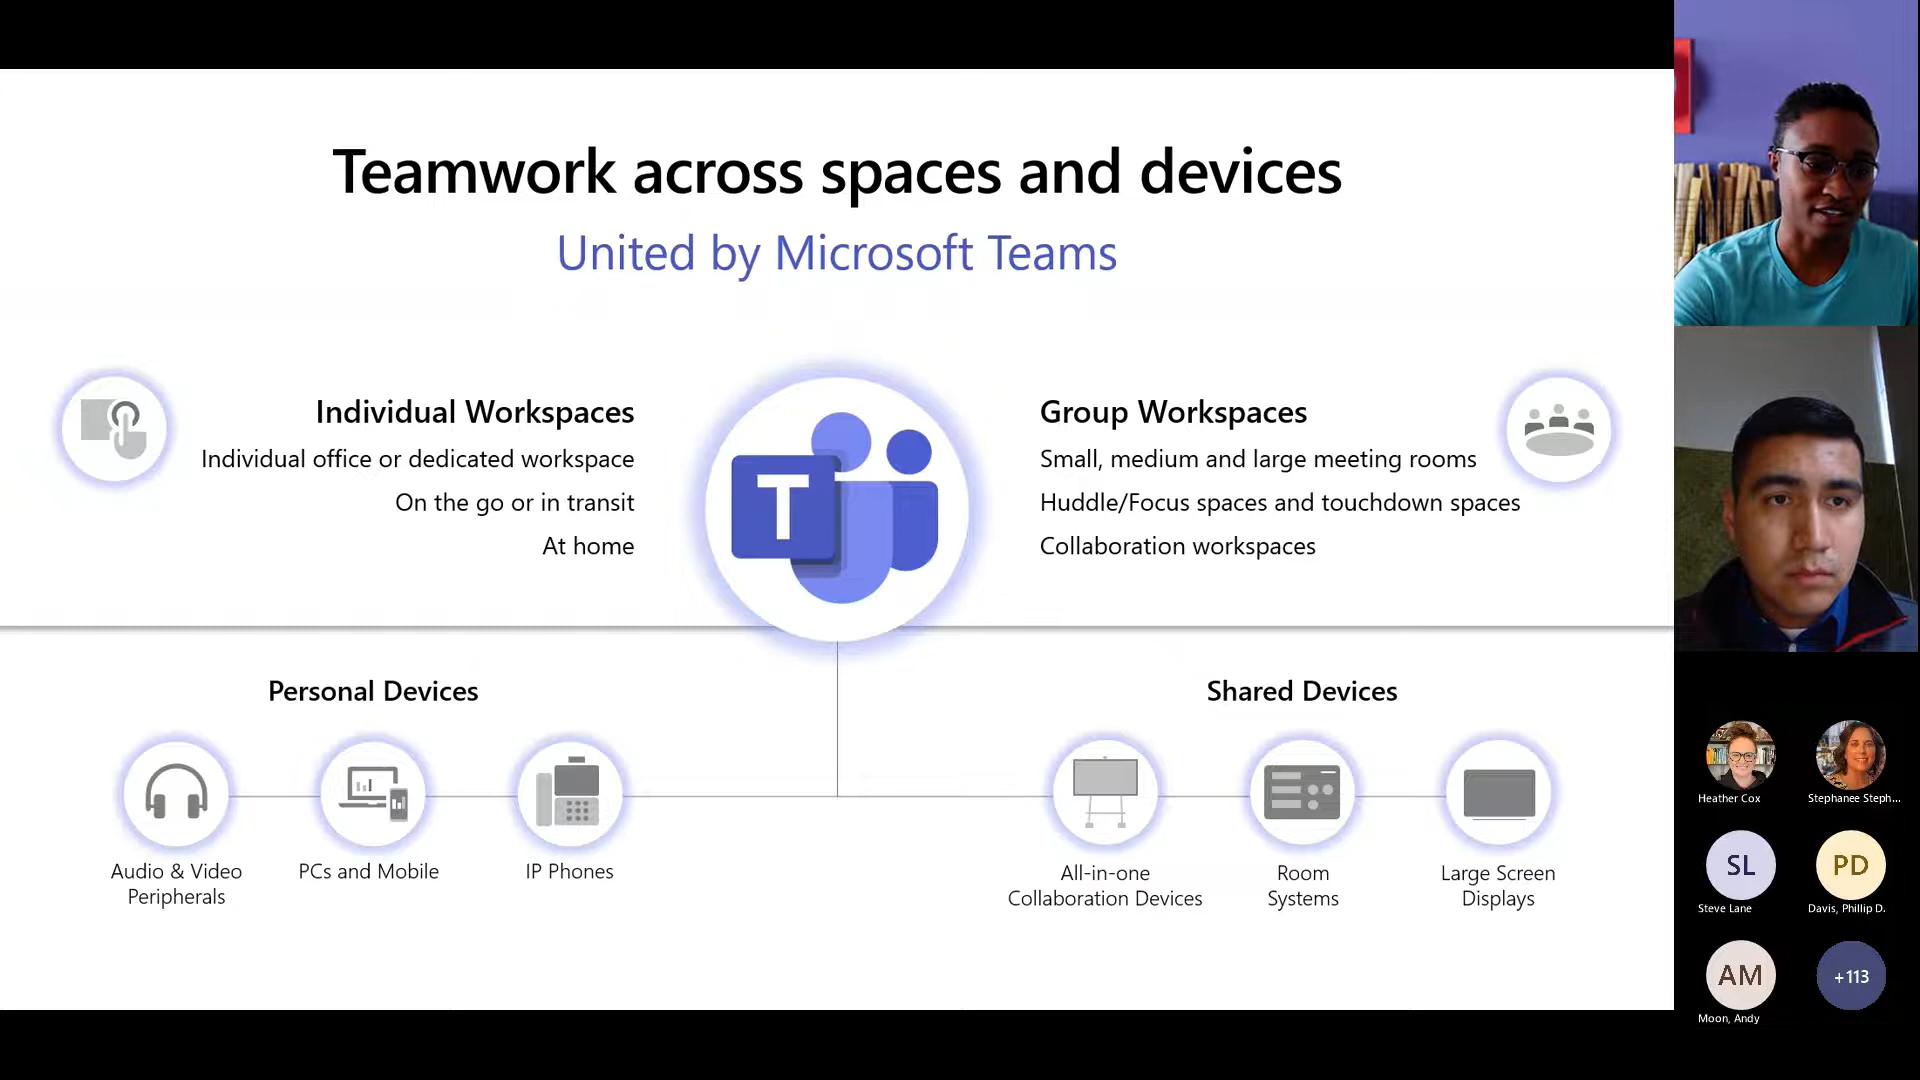 Teamwork across spaces and devices
United by Microsoft Teams
Individual Workspaces
Individual office or dedicated workspace
On the go or in transit
At home
T
Group Workspaces
Small, medium and large meeting rooms
Huddle/Focus spaces and touchdown spaces
Collaboration workspaces
Personal Devices
Audio & Video
Peripherals
PCs and Mobile
IP Phones
Shared Devices
All-in-one
Collaboration Devices
Room
Systems
Large Screen
Displays
Heather Cox
Stephanee Steph...
SL
Steve Lane
PD
Davis, Phillip D.
AM
Moon, Andy
+113